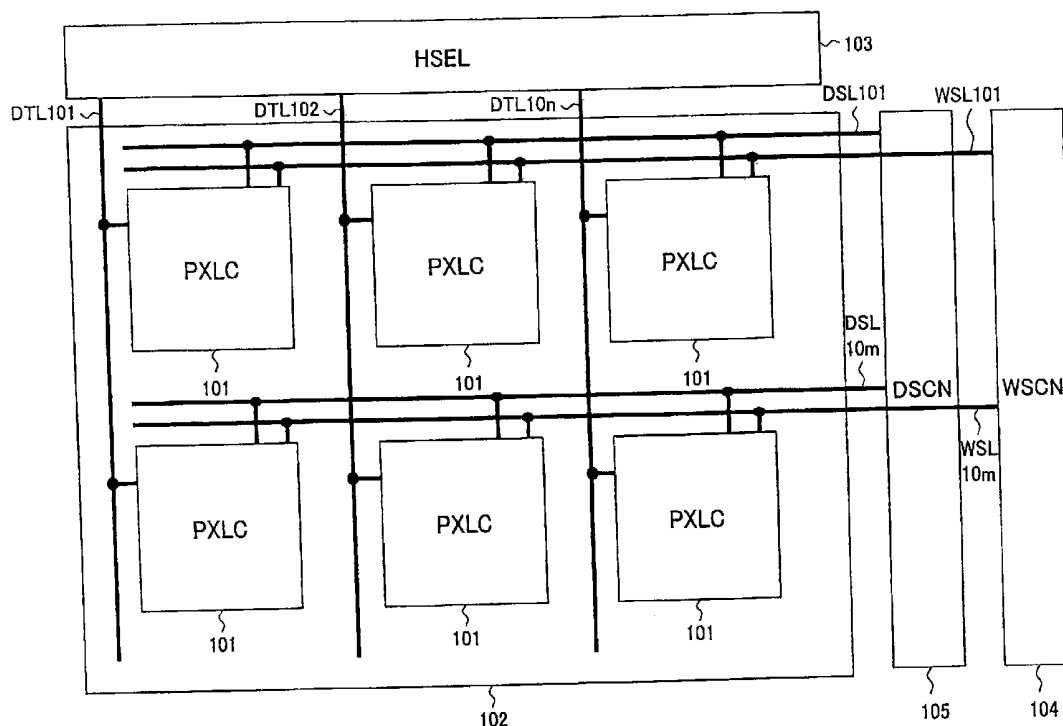 HSEL
103
DTL101
DTL102
DTL10n
DSL101
WSL101
PXLC
PXLC
PXLC
101
101
101
DSL
10m
DSCN
WSCN
WSL
10m
PXLC
PXLC
PXLC
101
101
101
102
105
104